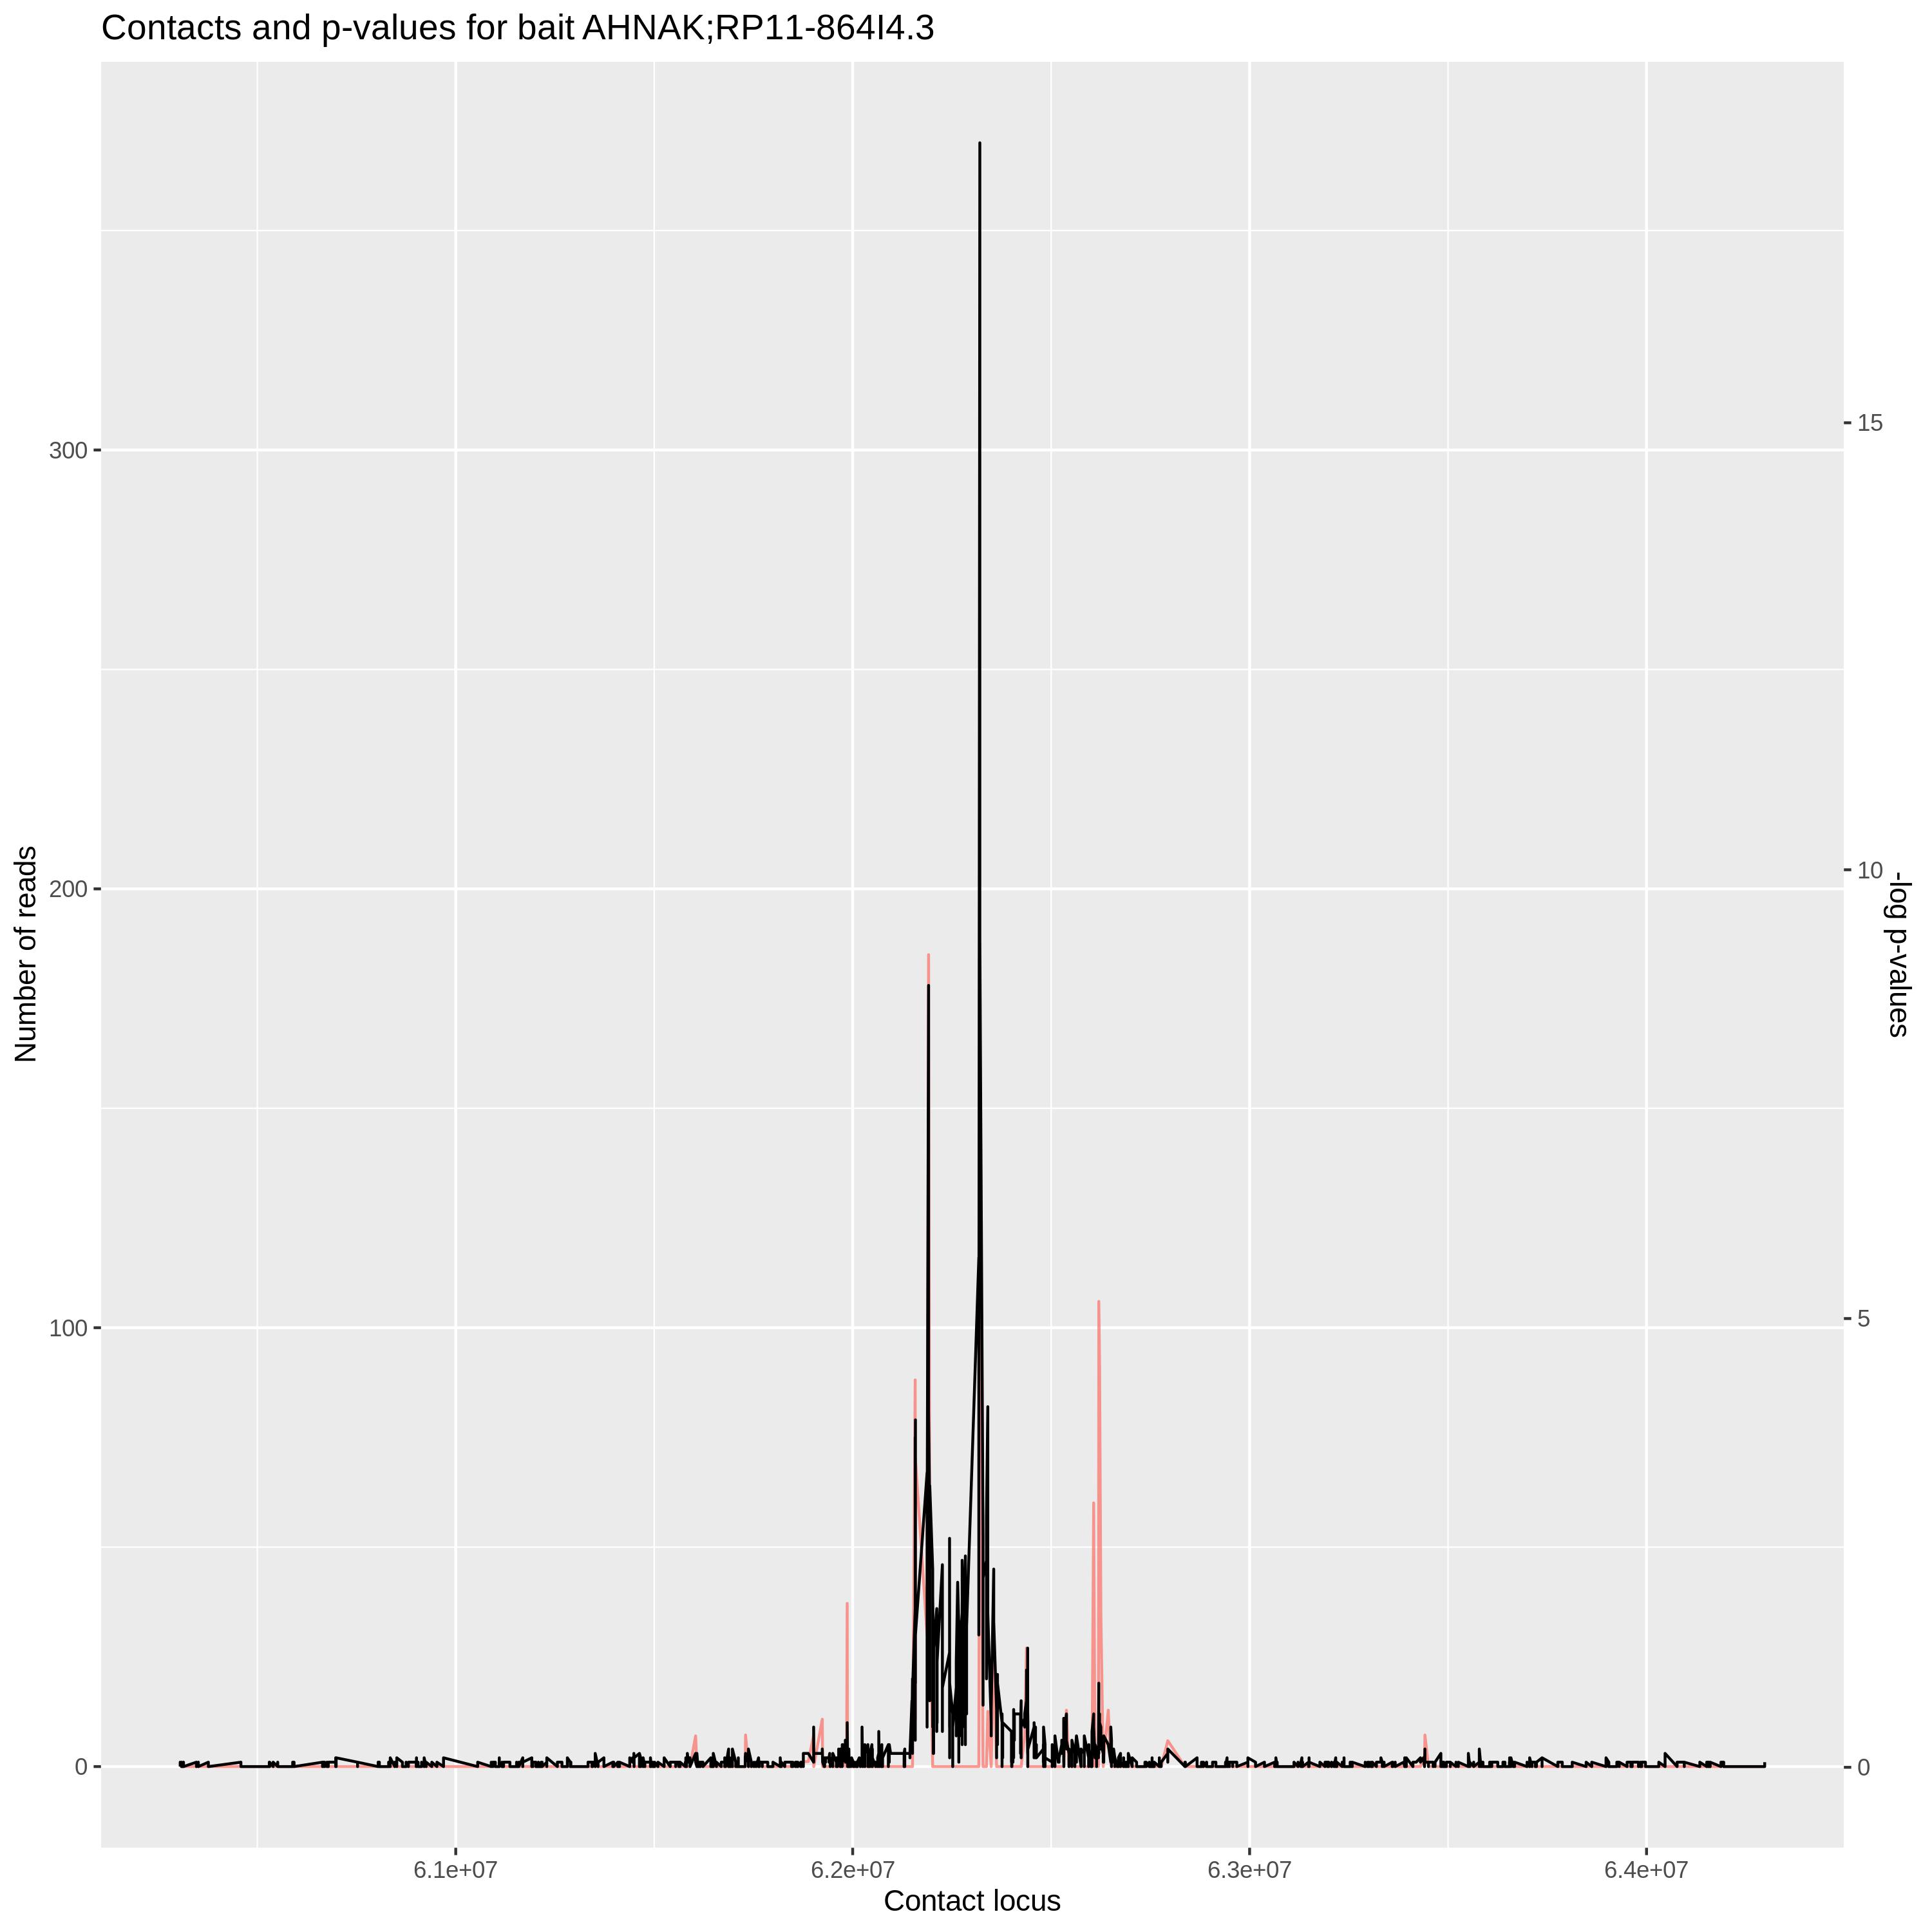 Contacts and p-values for bait AHNAK;RP11-864I4.3
Number of reads
300
200
100
0
15
10
5
0
-log p-values
6.1e+07 6.2e+07 6.3e+07 6.4e+07
Contact locus